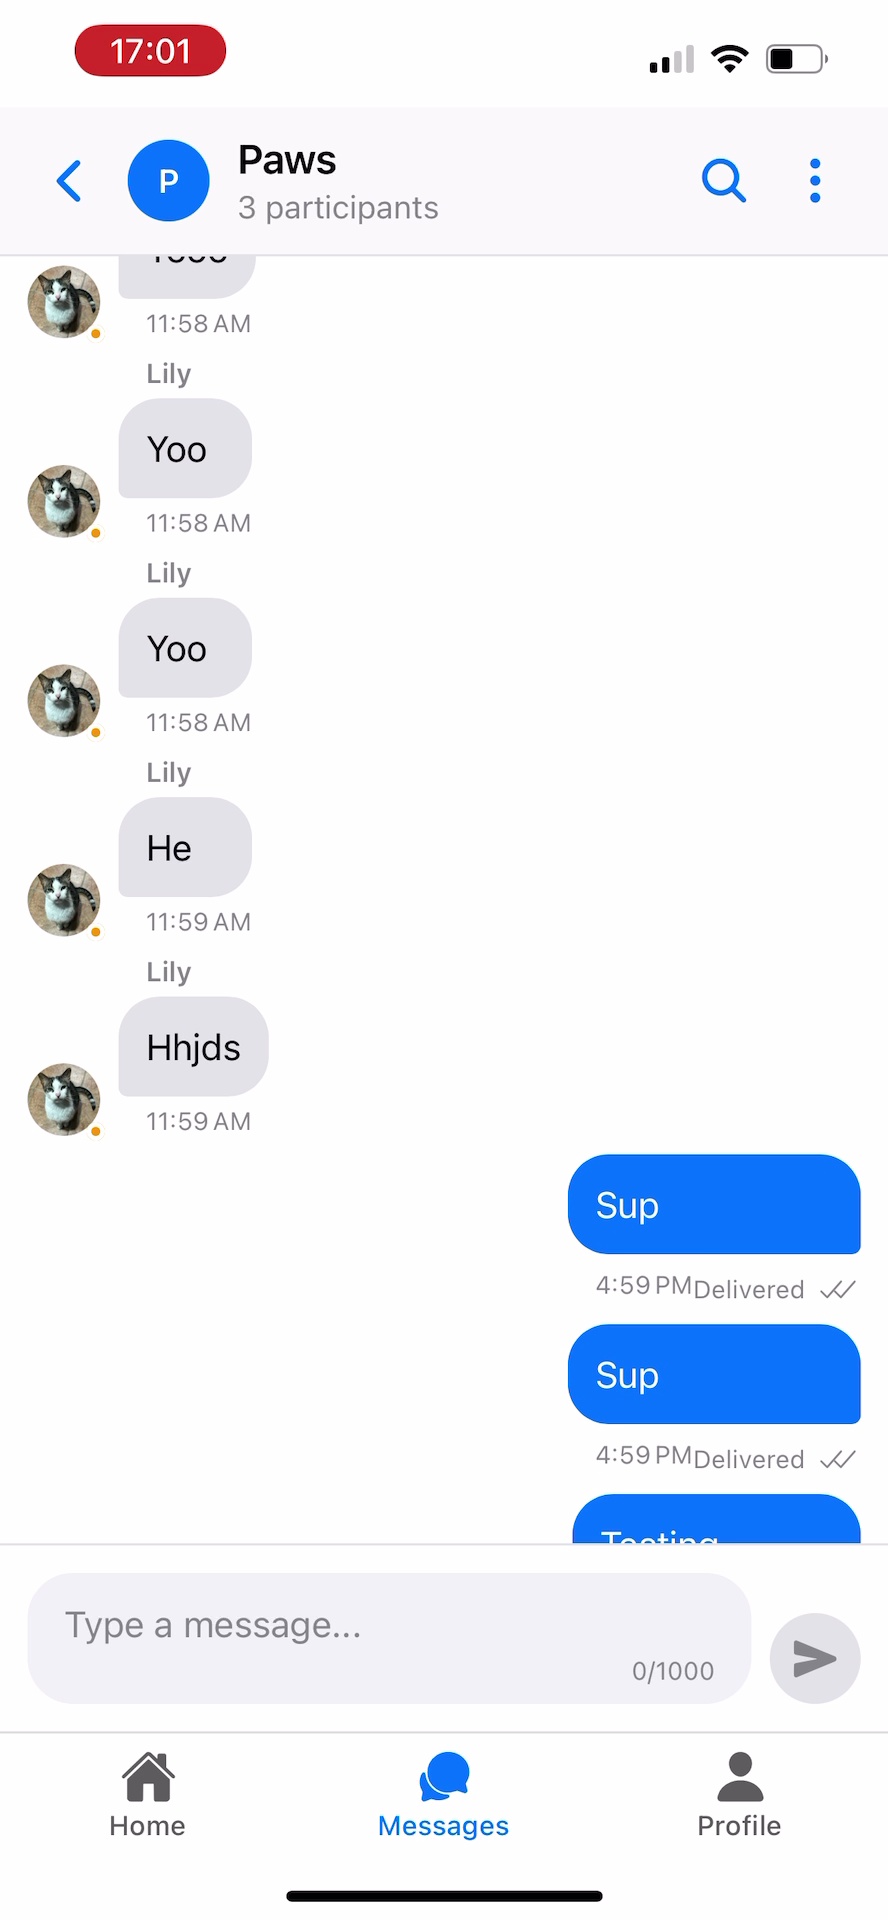 17:01
P
Paws
3 participants
Yooo
11:58 AM
Lily
Yoo
11:58 AM
Lily
Yoo
11:58 AM
Lily
He
11:59 AM
Lily
Hhjds
11:59 AM
Sup
4:59 PM Delivered
Sup
4:59 PM Delivered
Testing
Type a message...
0/1000
Home
Messages
Profile